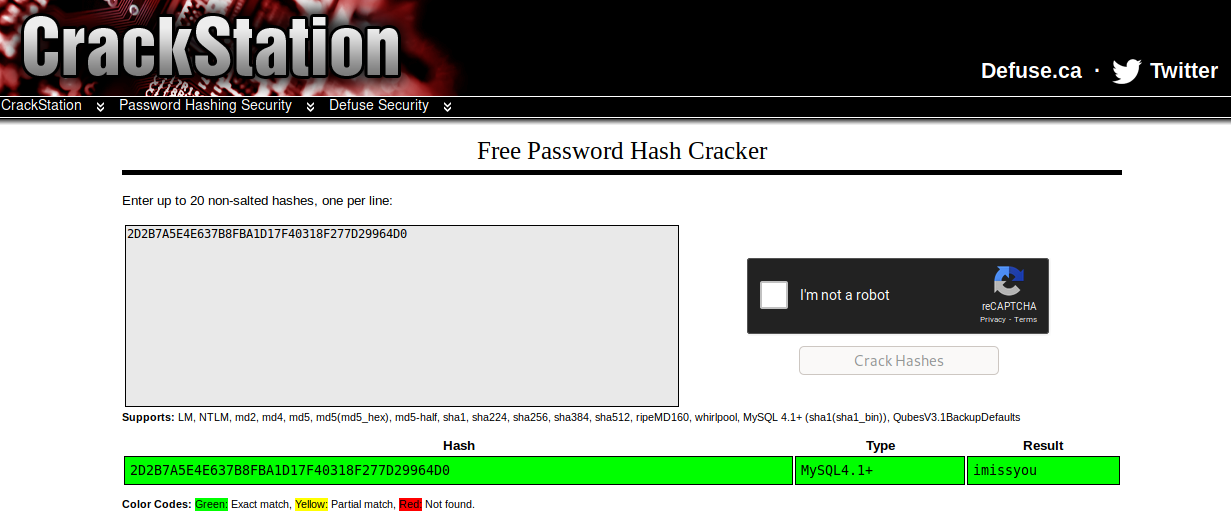 CrackStation
Defuse.ca · Twitter
CrackStation Password Hashing Security Defuse Security
Free Password Hash Cracker
Enter up to 20 non-salted hashes, one per line:
2D2B7A5E4E637B8FBA1D17F40318F277D29964D0
I'm not a robot
reCAPTCHA
Privacy - Terms
Crack Hashes
Supports: LM, NTLM, md2, md4, md5, md5(md5_hex), md5-half, sha1, sha224, sha256, sha384, sha512, ripeMD160, whirlpool, MySQL 4.1+ (sha1(sha1_bin)), QubesV3.1BackupDefaults
Hash Type Result
2D2B7A5E4E637B8FBA1D17F40318F277D29964D0 MySQL4.1+ imissyou
Color Codes: Green: Exact match, Yellow: Partial match, Red: Not found.